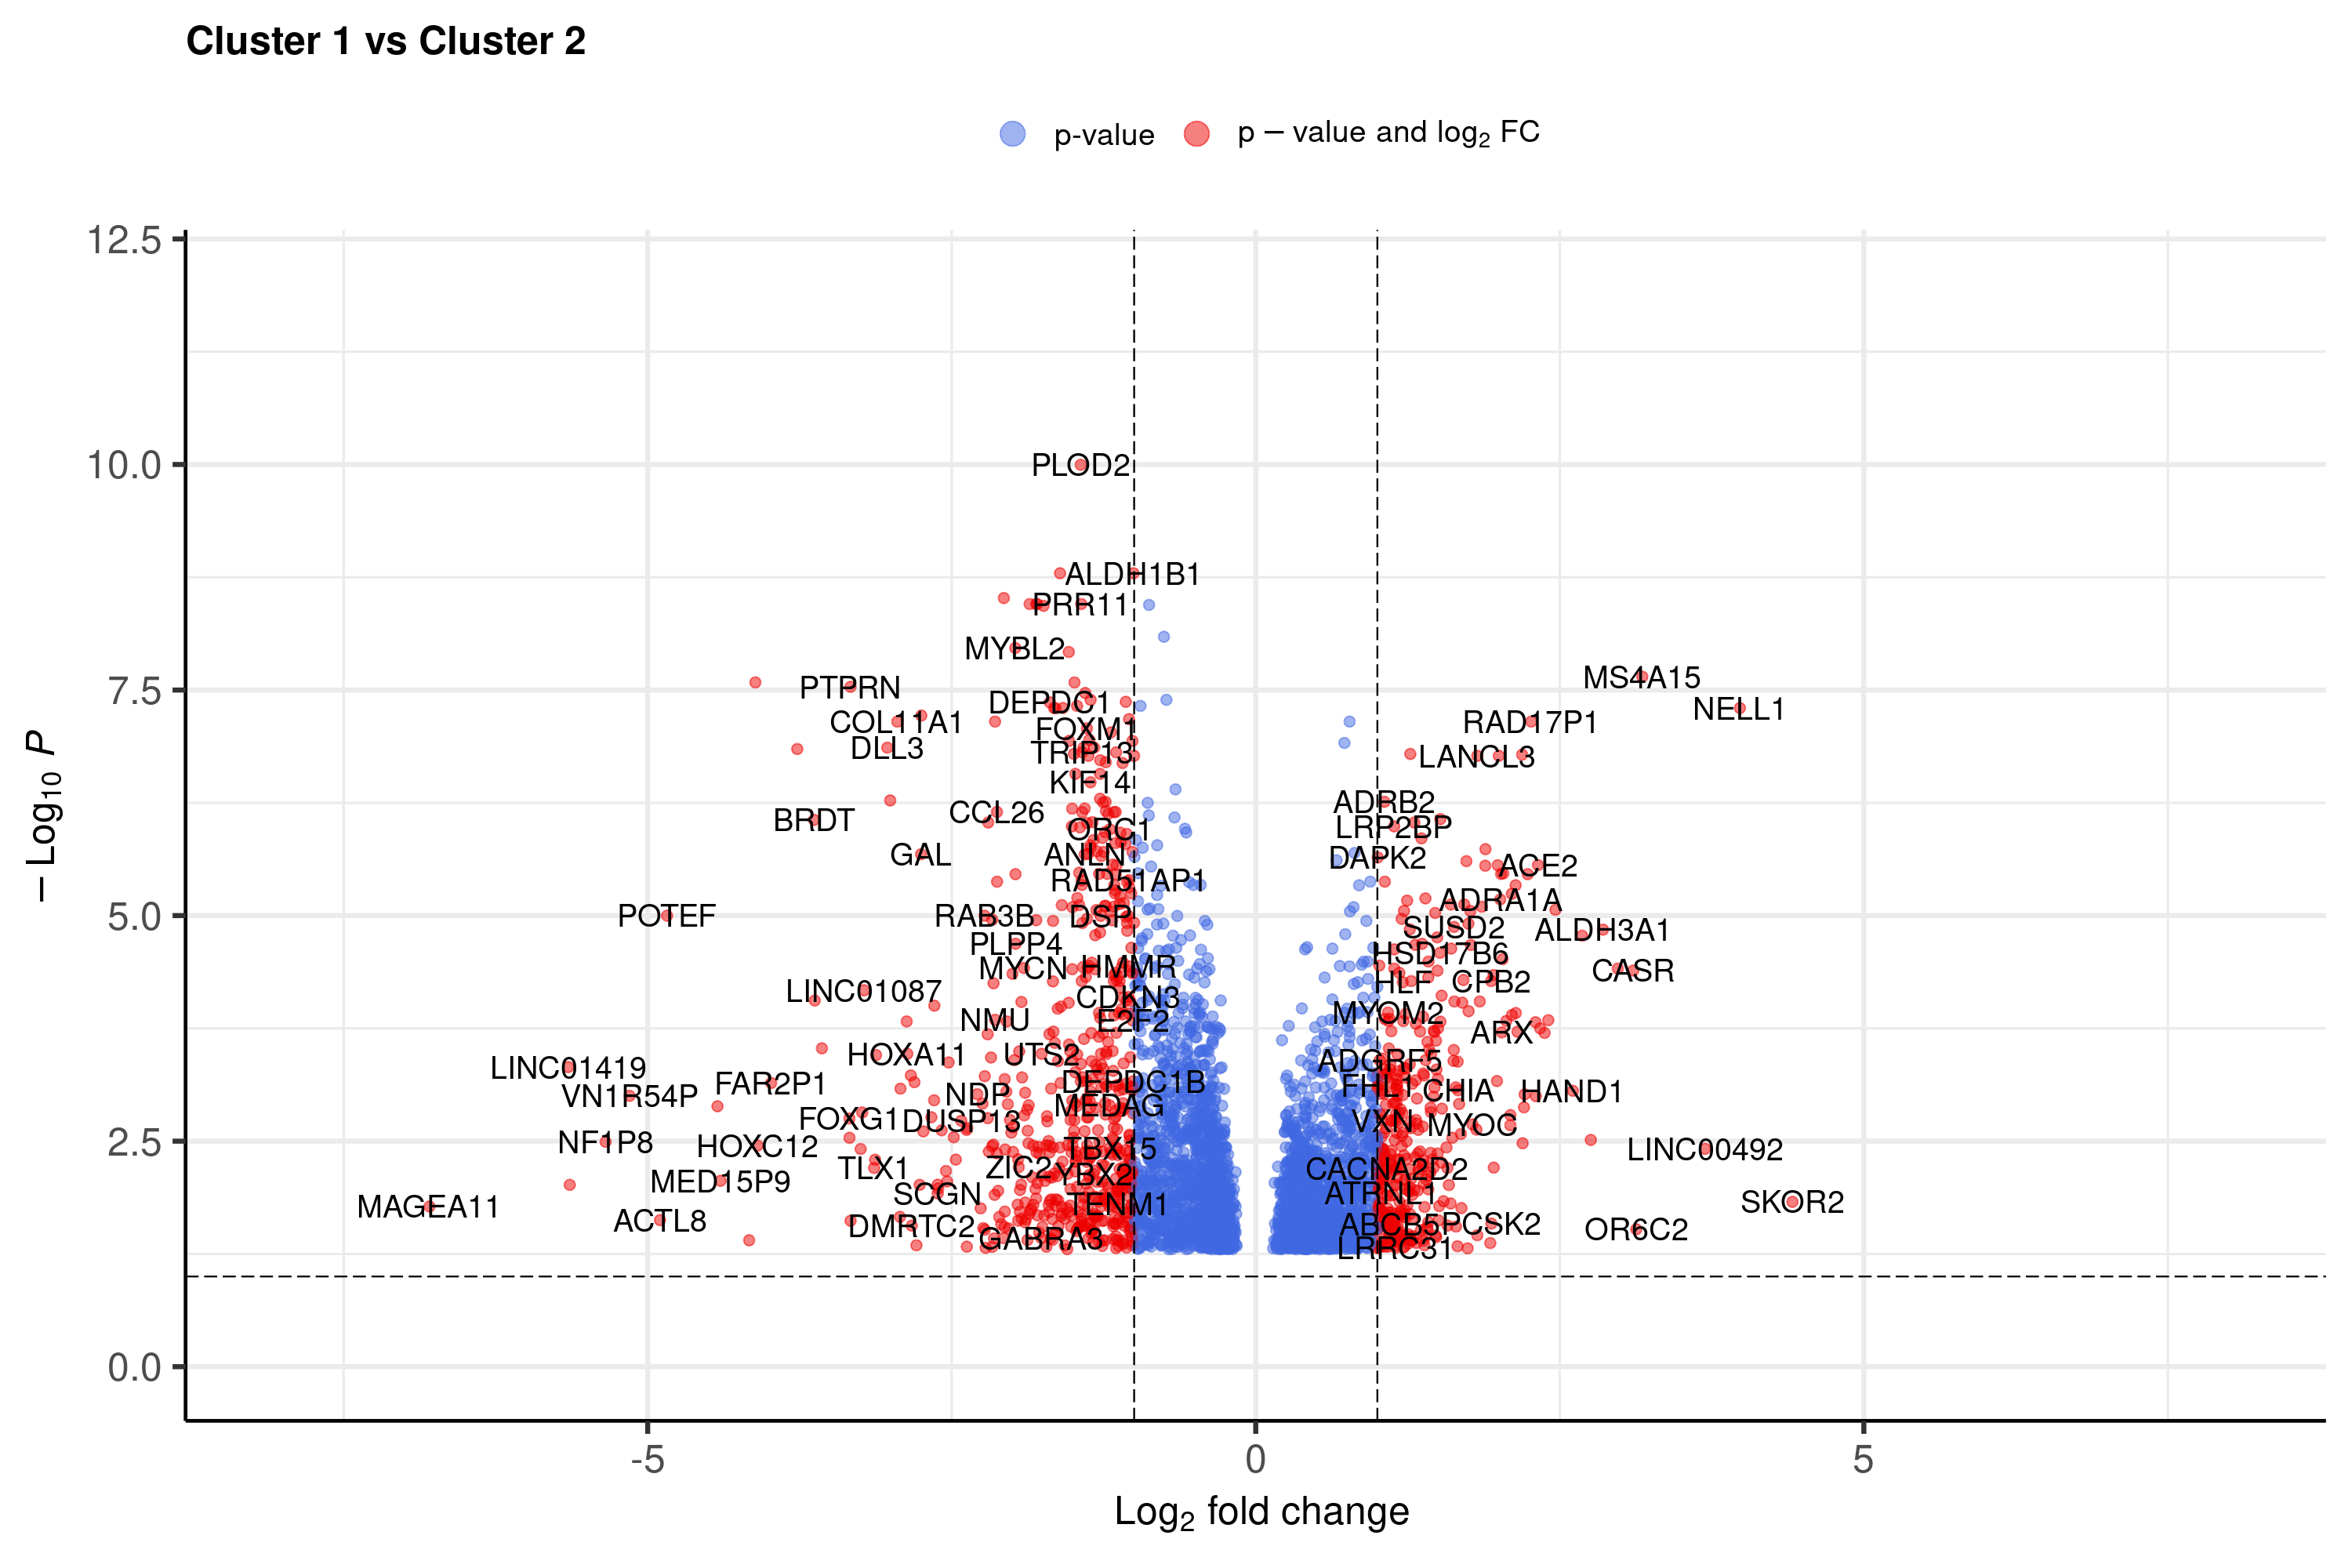 Cluster 1 vs Cluster 2
p-value p − value and log2 FC
12.5
10.0
7.5
5.0
2.5
0.0
− Log10 P
PLOD2
ALDH1B1
PRR11
MYBL2
MS4A15
PTPRN
DEPDC1
NELL1
COL11A1
RAD17P1
FOXM1
DLL3
TRIP13
LANCL3
KIF14
ADRB2
CCL26
BRDT
ORC1
LRP2BP
GAL
ANLN
DAPK2
ACE2
RAD51AP1
ADRA1A
POTEF
RAB3B
DSP
SUSD2
ALDH3A1
PLPP4
HSD17B6
MYCN
HMMR
CASR
HLF
CPB2
LINC01087
CDKN3
MYOM2
NMU
E2F2
ARX
HOXA11
UTS2
ADGRF5
LINC01419
FAR2P1
DEPDC1B
FHL1
CHIA
HAND1
VN1R54P
NDP
MEDAG
FOXG1
DUSP13
VXN
MYOC
NF1P8
HOXC12
TBX15
LINC00492
TLX1
ZIC2
YBX2
CACNA2D2
MED15P9
SCGN
ATRNL1
MAGEA11
TENM1
SKOR2
ACTL8
DMRTC2
ABCB5
PCSK2
OR6C2
GABRA3
LRRC31
-5 0 5
Log2 fold change